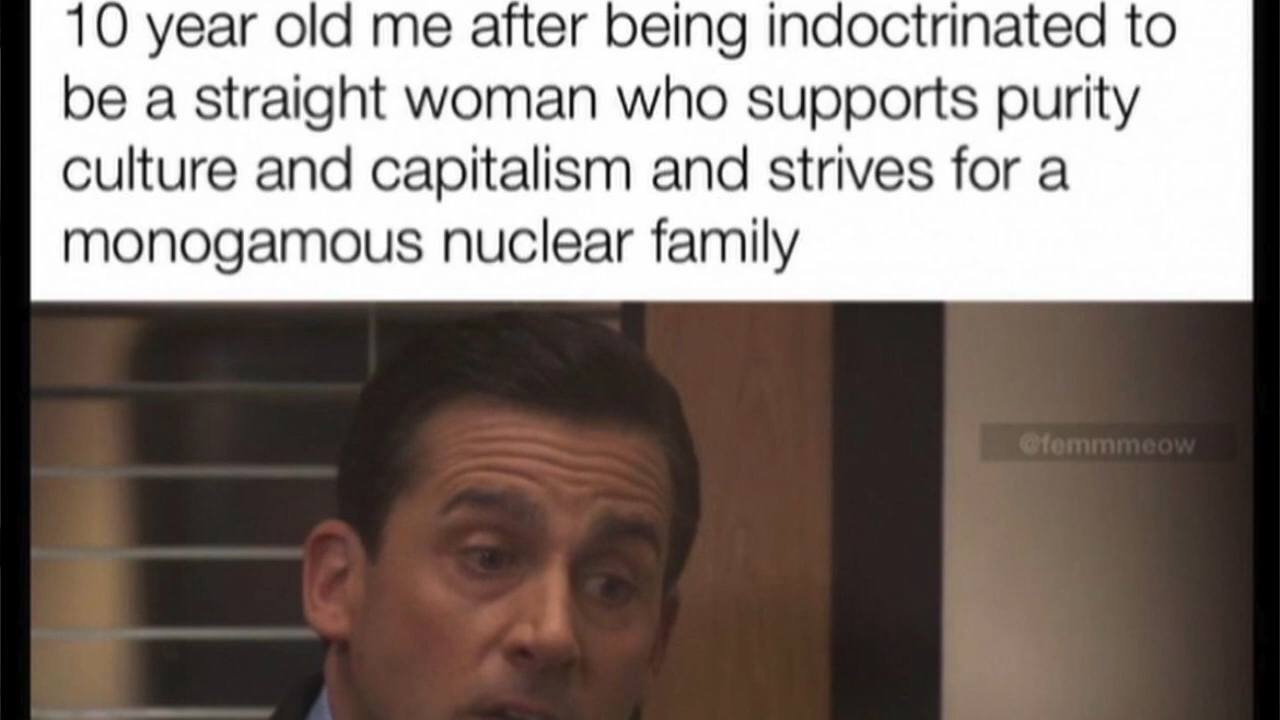 10 year old me after being indoctrinated to
be a straight woman who supports purity
culture and capitalism and strives for a
monogamous nuclear family
@femmmeow